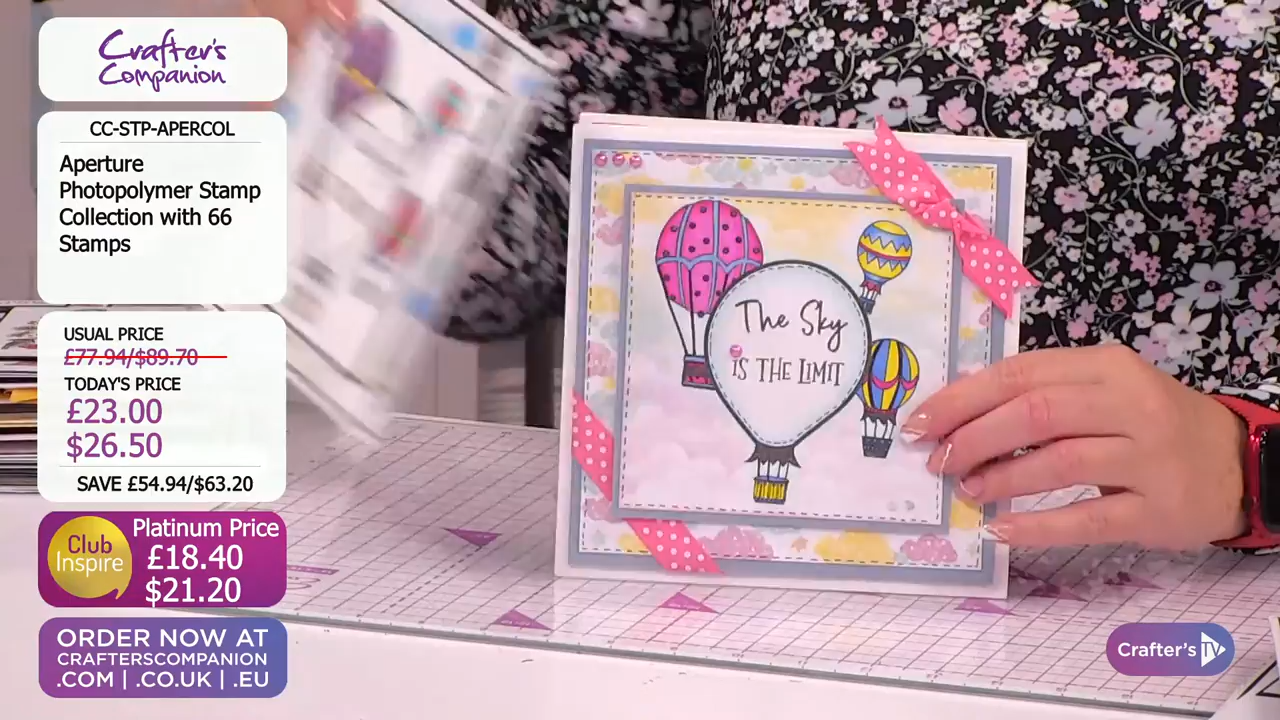 Crafter's
Companion
CC-STP-APERCOL
Aperture
Photopolymer Stamp
Collection with 66
Stamps
USUAL PRICE
£77.94/$89.70
TODAY'S PRICE
£23.00
$26.50
SAVE £54.94/$63.20
Club
Inspire
Platinum Price
£18.40
$21.20
ORDER NOW AT
CRAFTERSCOMPANION
.COM | .CO.UK | .EU
The Sky
IS THE LIMIT
Crafter's TV